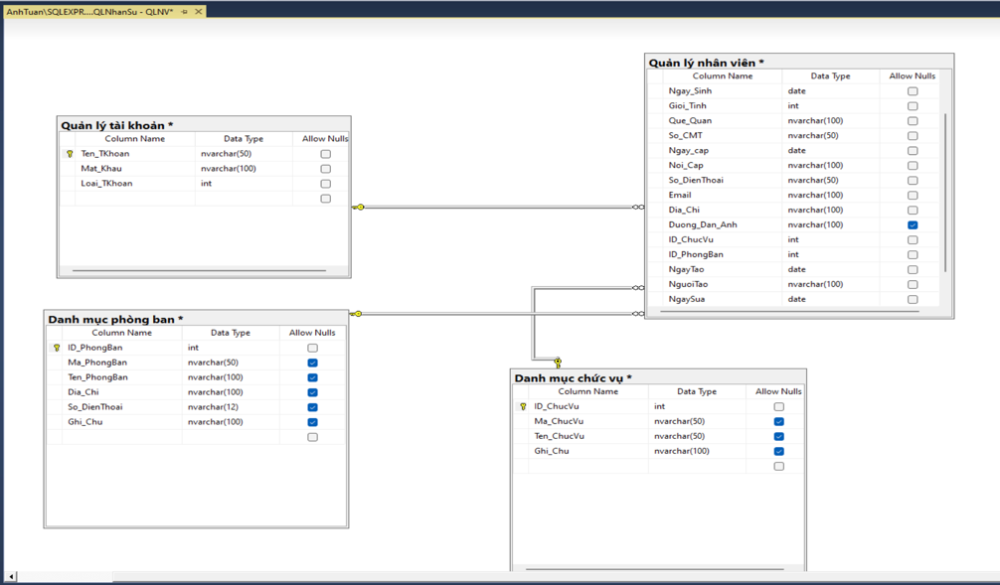 AnhTuan\SQLEXPR....QLNhanSu - QLNV*
Quản lý tài khoản *
Column Name Data Type Allow Nulls
Ten_TKhoan nvarchar(50)
Mat_Khau nvarchar(100)
Loai_TKhoan int
Quản lý nhân viên *
Column Name Data Type Allow Nulls
Ngay_Sinh date
Gioi_Tinh int
Que_Quan nvarchar(100)
So_CMT nvarchar(50)
Ngay_cap date
Noi_Cap nvarchar(100)
So_DienThoai nvarchar(50)
Email nvarchar(100)
Dia_Chi nvarchar(100)
Duong_Dan_Anh nvarchar(100)
ID_ChucVu int
ID_PhongBan int
NgayTao date
NguoiTao nvarchar(100)
NgaySua date
Danh mục phòng ban *
Column Name Data Type Allow Nulls
ID_PhongBan int
Ma_PhongBan nvarchar(50)
Ten_PhongBan nvarchar(100)
Dia_Chi nvarchar(100)
So_DienThoai nvarchar(12)
Ghi_Chu nvarchar(100)
Danh mục chức vụ *
Column Name Data Type Allow Nulls
ID_ChucVu int
Ma_ChucVu nvarchar(50)
Ten_ChucVu nvarchar(50)
Ghi_Chu nvarchar(100)